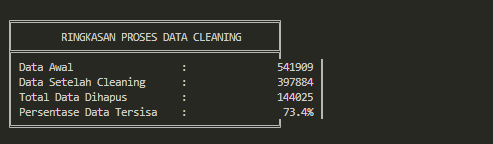 RINGKASAN PROSES DATA CLEANING
Data Awal : 541909
Data Setelah Cleaning : 397884
Total Data Dihapus : 144025
Persentase Data Tersisa : 73.4%